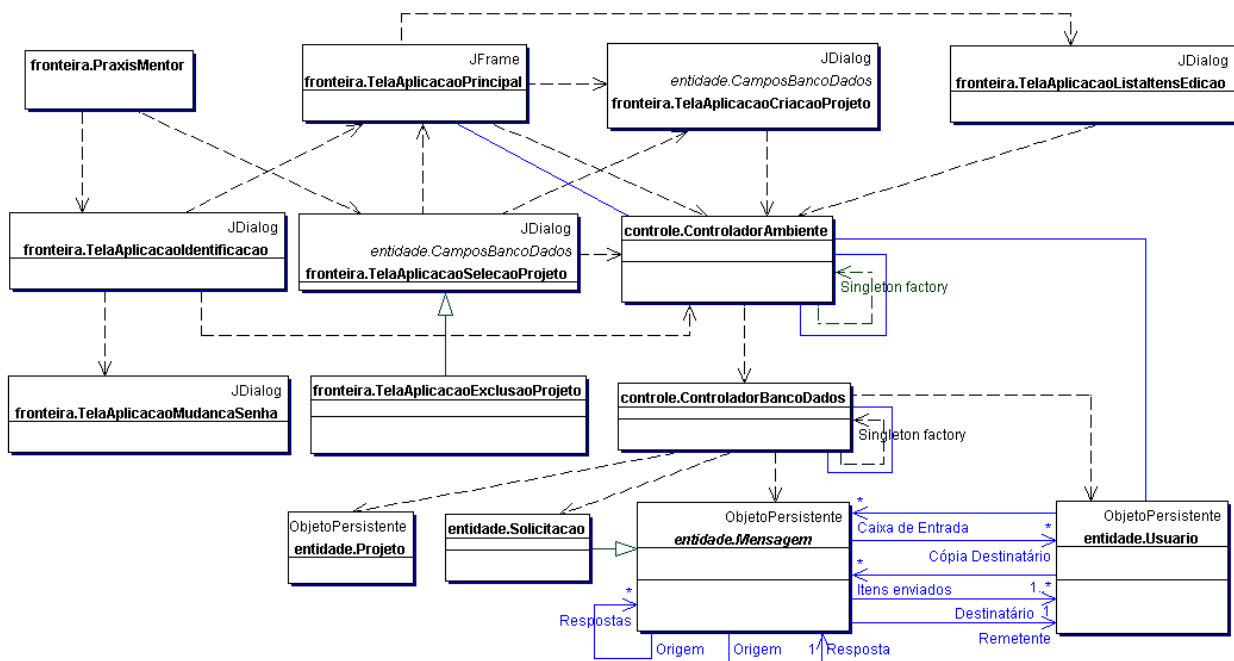 fronteira.PraxisMentor
JFrame
fronteira.TelaAplicacaoPrincipal
JDialog
entidade.CamposBancoDados
fronteira.TelaAplicacaoCriacaoProjeto
JDialog
fronteira.TelaAplicacaoListaItensEdicao
JDialog
fronteira.TelaAplicacaoIdentificacao
JDialog
entidade.CamposBancoDados
fronteira.TelaAplicacãoSelecaoProjeto
controle.ControladorAmbiente
Singleton factory
JDialog
fronteira.TelaAplicacaoMudancaSenha
fronteira.TelaAplicacaoExclusaoProjeto
controle.ControladorBancoDados
Singleton factory
ObjetoPersistente
entidade.Projeto
entidade.Solicitacao
ObjetoPersistente
entidade.Mensagem
ObjetoPersistente
entidade.Usuario
*
Caixa de Entrada
*
Cópia Destinatário
*
Itens enviados
1..*
Destinatário
1
Remetente
*
Respostas
Origem
Origem
1
Resposta